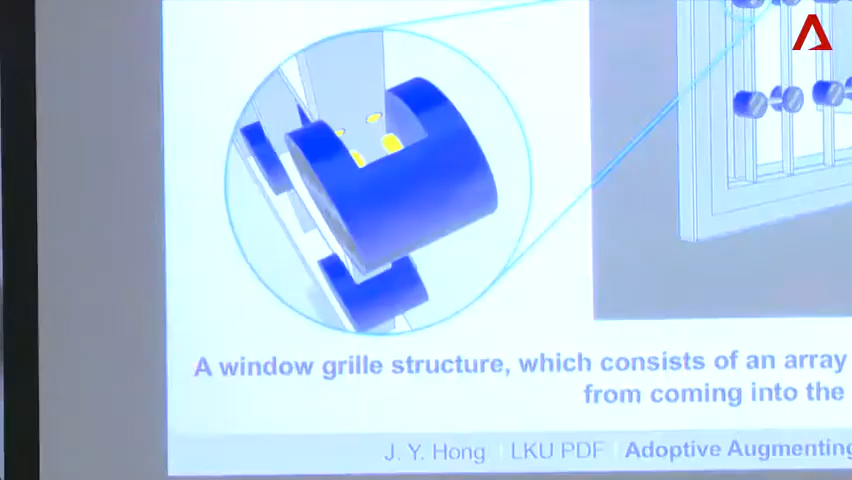 A window grille structure, which consists of an array
from coming into the
J. Y. Hong | LKU PDF | Adoptive Augmenting